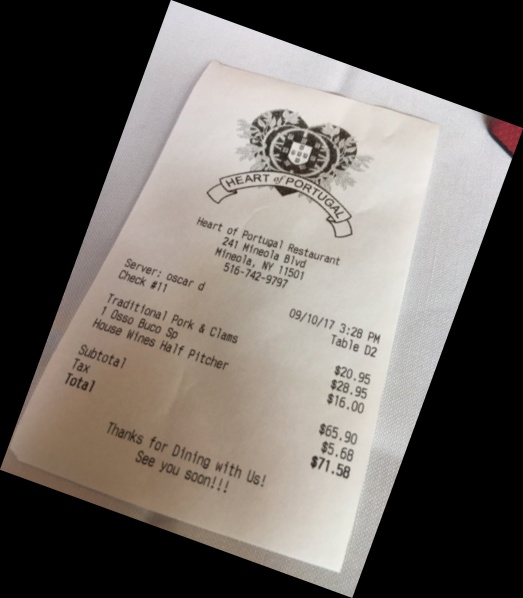 HEART of PORTUGAL
Heart of Portugal Restaurant
241 Mineola Blvd
Mineola, NY 11501
516-742-9797
Server: oscar d 09/10/17 3:28 PM
Check #11 Table D2
Traditional Pork & Clams $20.95
1 Osso Buco Sp $28.95
House Wines Half Pitcher $16.00
Subtotal $65.90
Tax $5.68
Total $71.58
Thanks for Dining with Us!
See you soon!!!